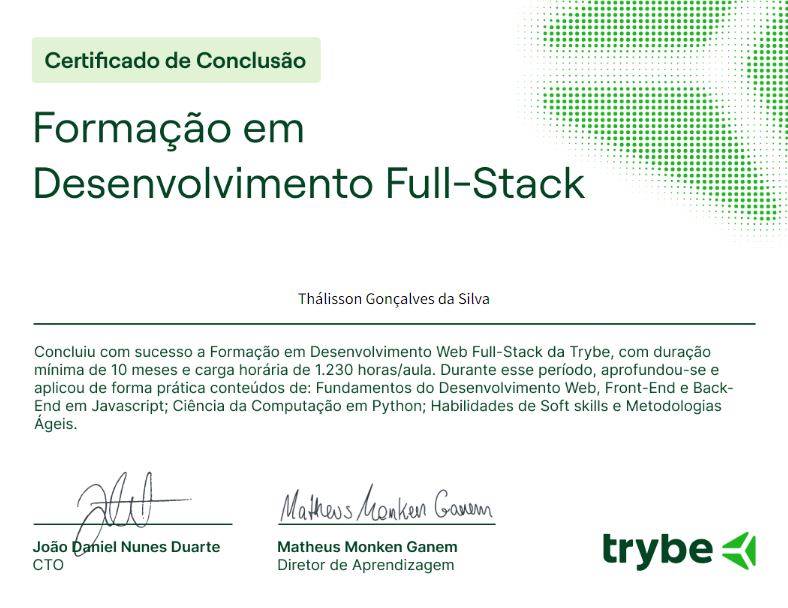 Certificado de Conclusão
Formação em
Desenvolvimento Full-Stack
Thálisson Gonçalves da Silva
Concluiu com sucesso a Formação em Desenvolvimento Web Full-Stack da Trybe, com duração
mínima de 10 meses e carga horária de 1.230 horas/aula. Durante esse período, aprofundou-se e
aplicou de forma prática conteúdos de: Fundamentos do Desenvolvimento Web, Front-End e Back-
End em Javascript; Ciência da Computação em Python; Habilidades de Soft skills e Metodologias
Ágeis.
Matheus Monken Ganem
João Daniel Nunes Duarte
CTO
Matheus Monken Ganem
Diretor de Aprendizagem
trybe